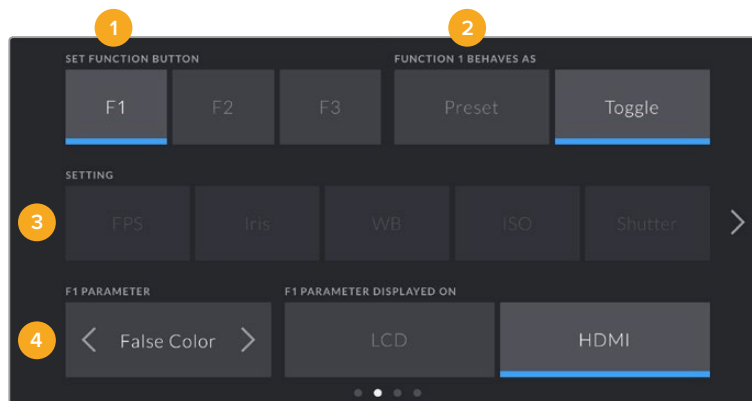 1
2
SET FUNCTION BUTTON
FUNCTION 1 BEHAVES AS
F1
F2
F3
Preset
Toggle
SETTING
3
FPS
Iris
WB
ISO
Shutter
F1 PARAMETER
F1 PARAMETER DISPLAYED ON
4
False Color
LCD
HDMI